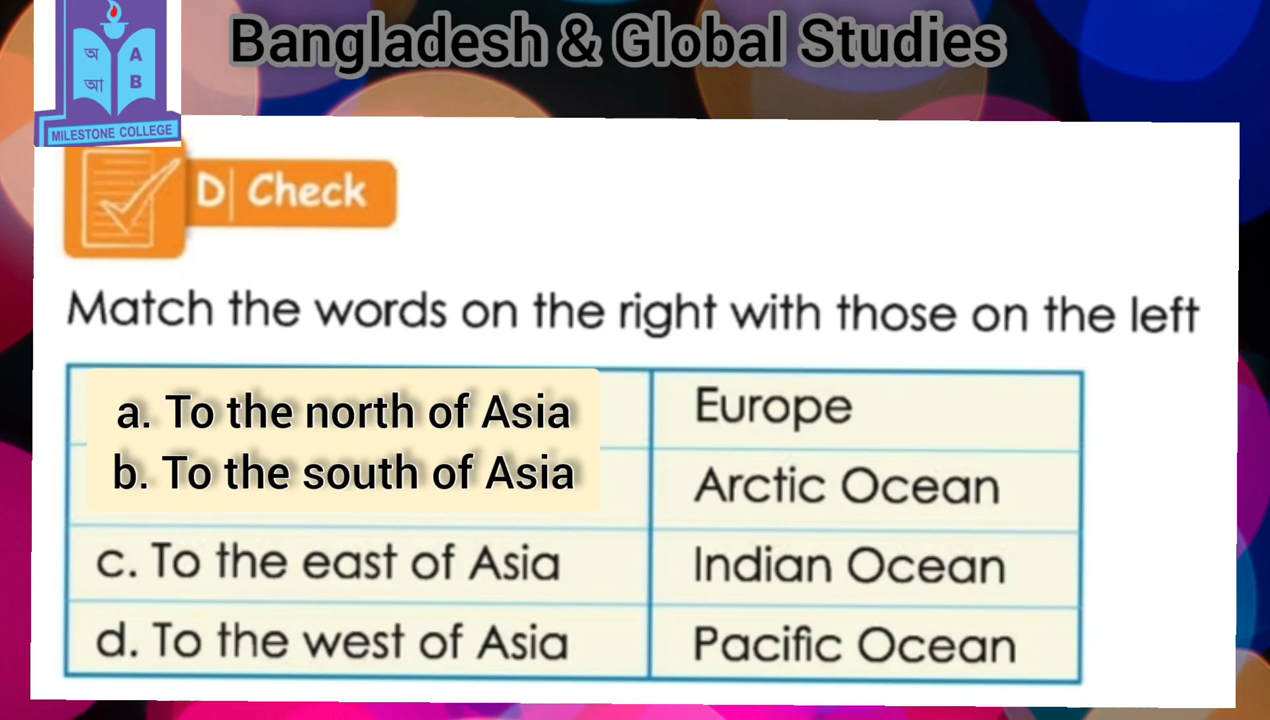 Bangladesh & Global Studies
অ A
আ B
MILESTONE COLLEGE
D Check
Match the words on the right with those on the left
a. To the north of Asia Europe
b. To the south of Asia Arctic Ocean
c. To the east of Asia Indian Ocean
d. To the west of Asia Pacific Ocean